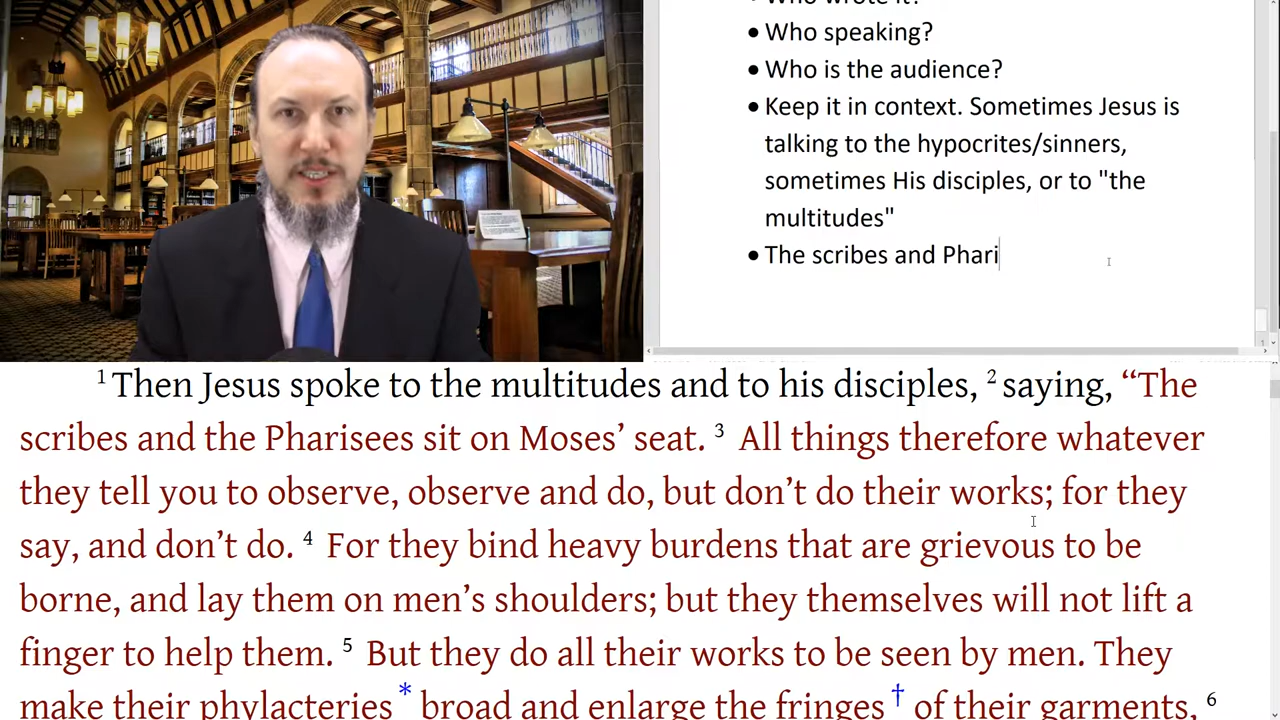 • Who wrote it?
• Who speaking?
• Who is the audience?
• Keep it in context. Sometimes Jesus is
talking to the hypocrites/sinners,
sometimes His disciples, or to "the
multitudes"
• The scribes and Phari
1 Then Jesus spoke to the multitudes and to his disciples, 2 saying, “The
scribes and the Pharisees sit on Moses’ seat. 3 All things therefore whatever
they tell you to observe, observe and do, but don’t do their works; for they
say, and don’t do. 4 For they bind heavy burdens that are grievous to be
borne, and lay them on men’s shoulders; but they themselves will not lift a
finger to help them. 5 But they do all their works to be seen by men. They
make their phylacteries * broad and enlarge the fringes † of their garments, 6